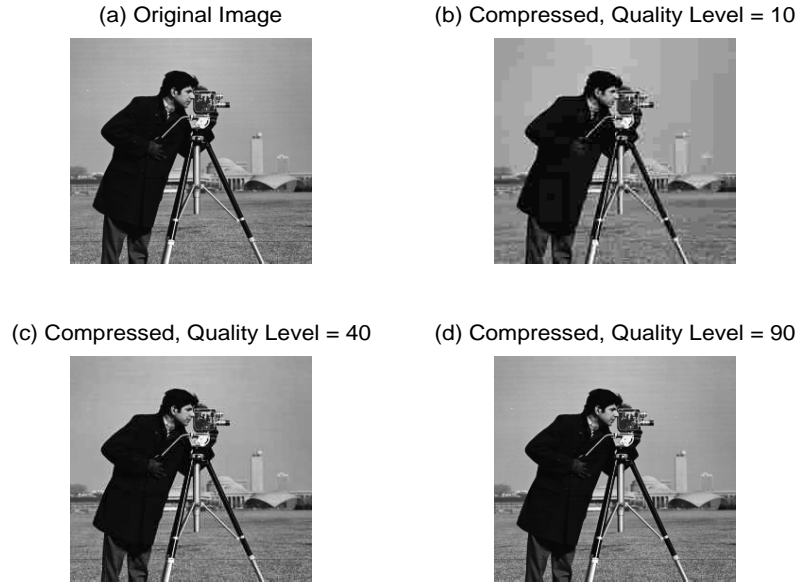 (a) Original Image
(b) Compressed, Quality Level = 10
(c) Compressed, Quality Level = 40
(d) Compressed, Quality Level = 90